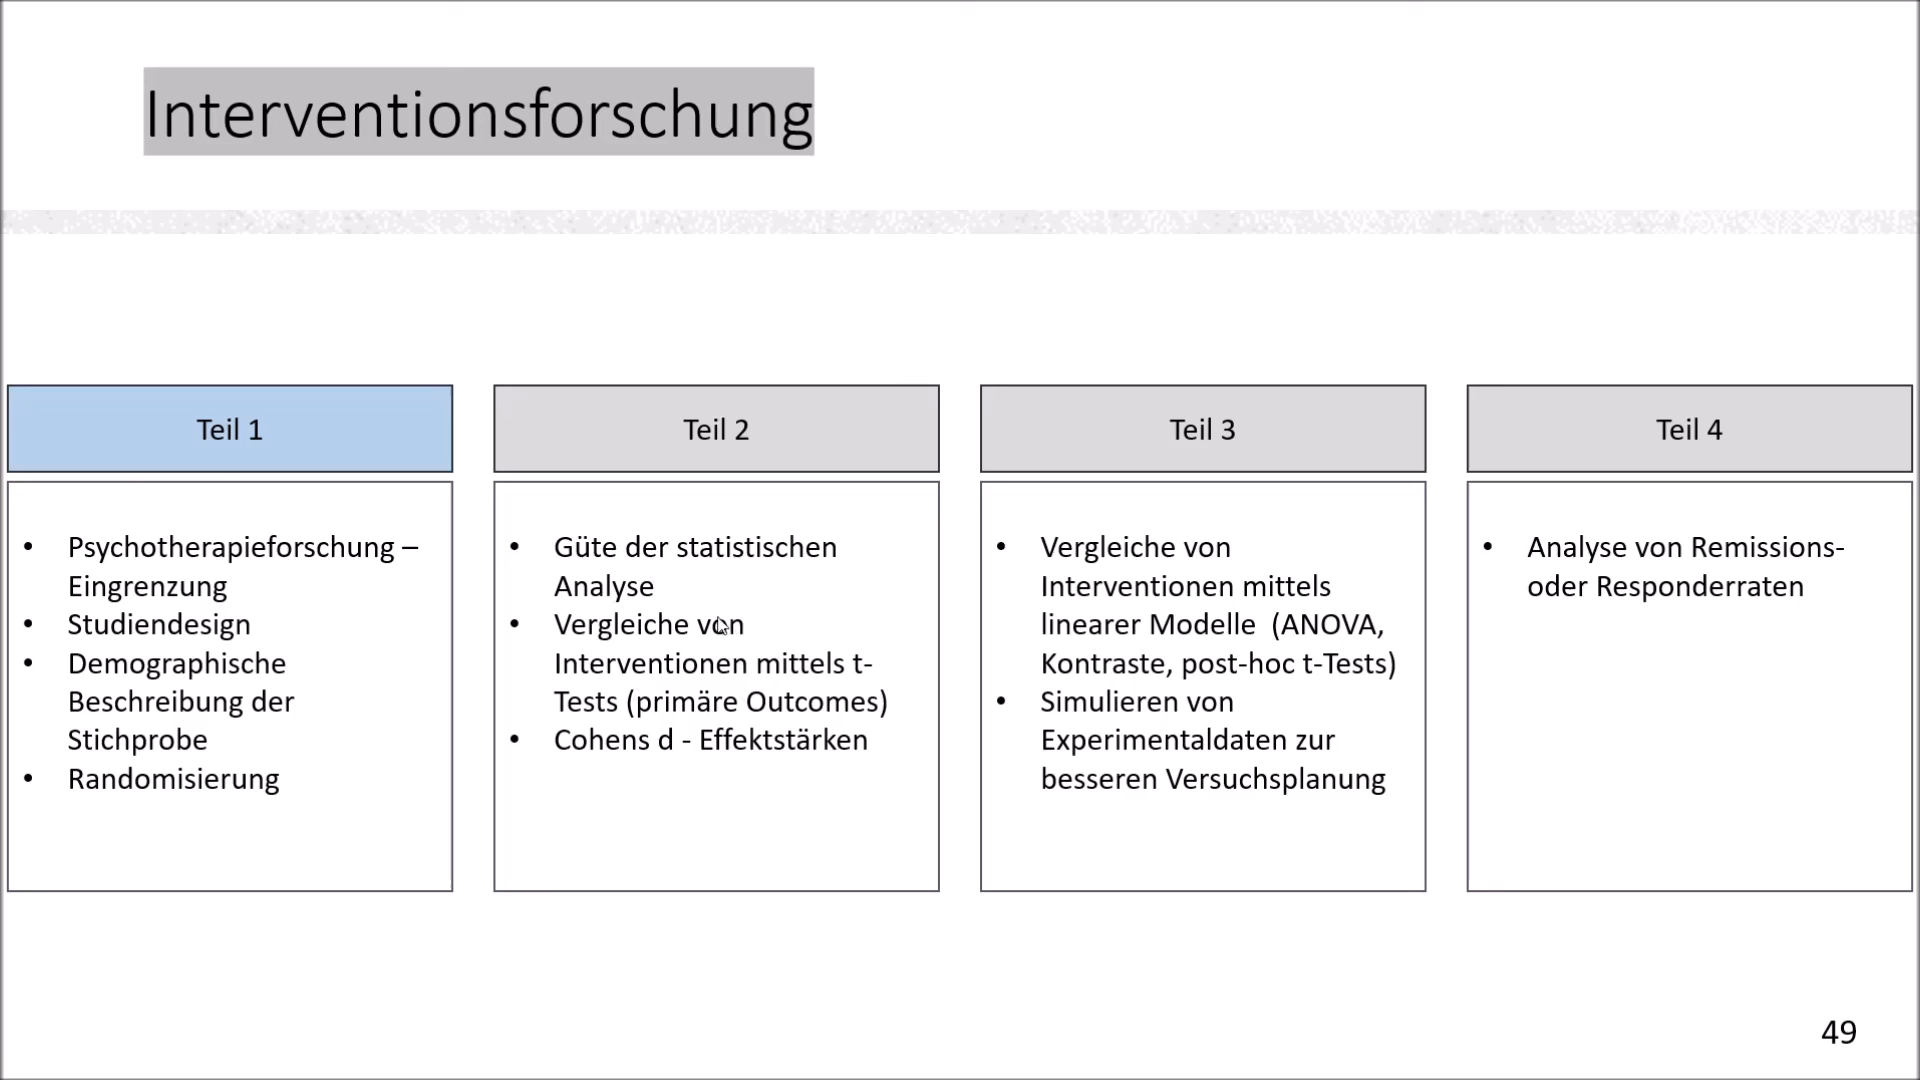 Interventionsforschung
Teil 1
• Psychotherapieforschung –
Eingrenzung
• Studiendesign
• Demographische
Beschreibung der
Stichprobe
• Randomisierung
Teil 2
• Güte der statistischen
Analyse
• Vergleiche von
Interventionen mittels t-
Tests (primäre Outcomes)
• Cohens d - Effektstärken
Teil 3
• Vergleiche von
Interventionen mittels
linearer Modelle  (ANOVA,
Kontraste, post-hoc t-Tests)
• Simulieren von
Experimentaldaten zur
besseren Versuchsplanung
Teil 4
• Analyse von Remissions-
oder Responderraten
49